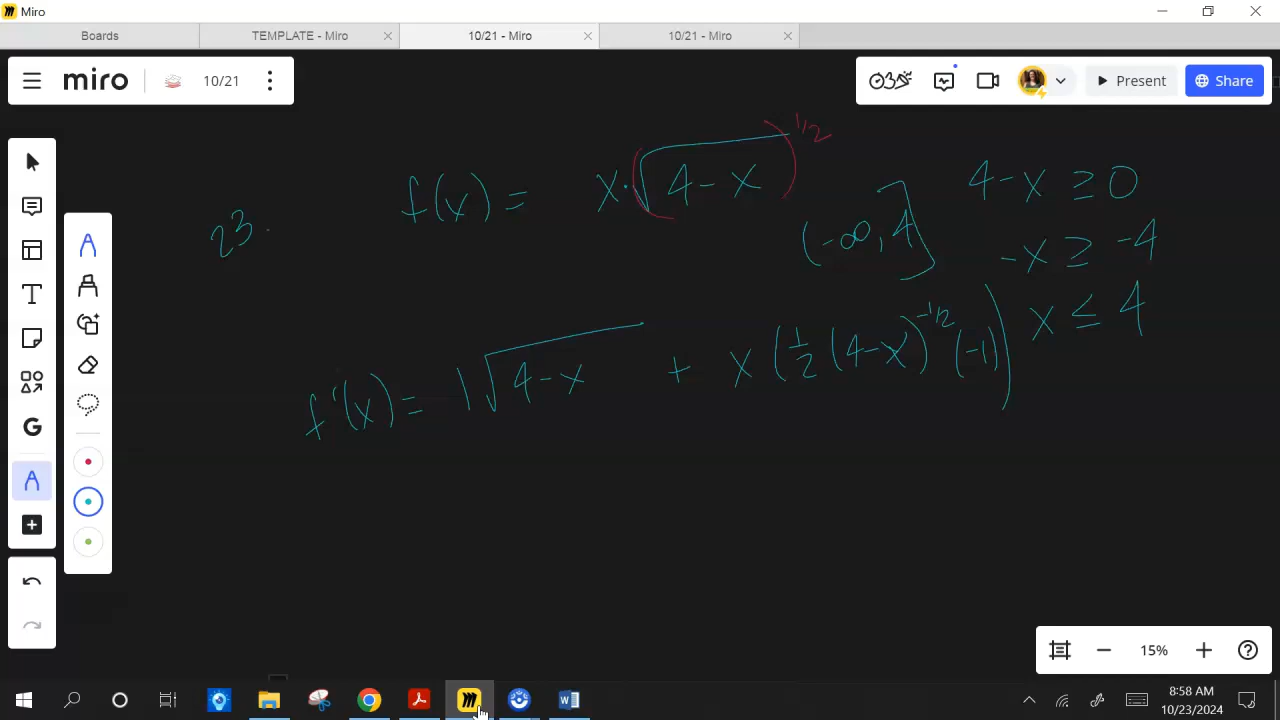 Miro
Boards
TEMPLATE - Miro
10/21 - Miro
10/21 - Miro
miro
10/21
Present
Share
23.
f(x) = x·√(4-x)^1/2
4-x ≥ 0
(-∞, 4]
-x ≥ -4
x ≤ 4
f'(x) = 1√4-x + x(1/2(4-x)^-1/2(-1))
15%
8:58 AM
10/23/2024